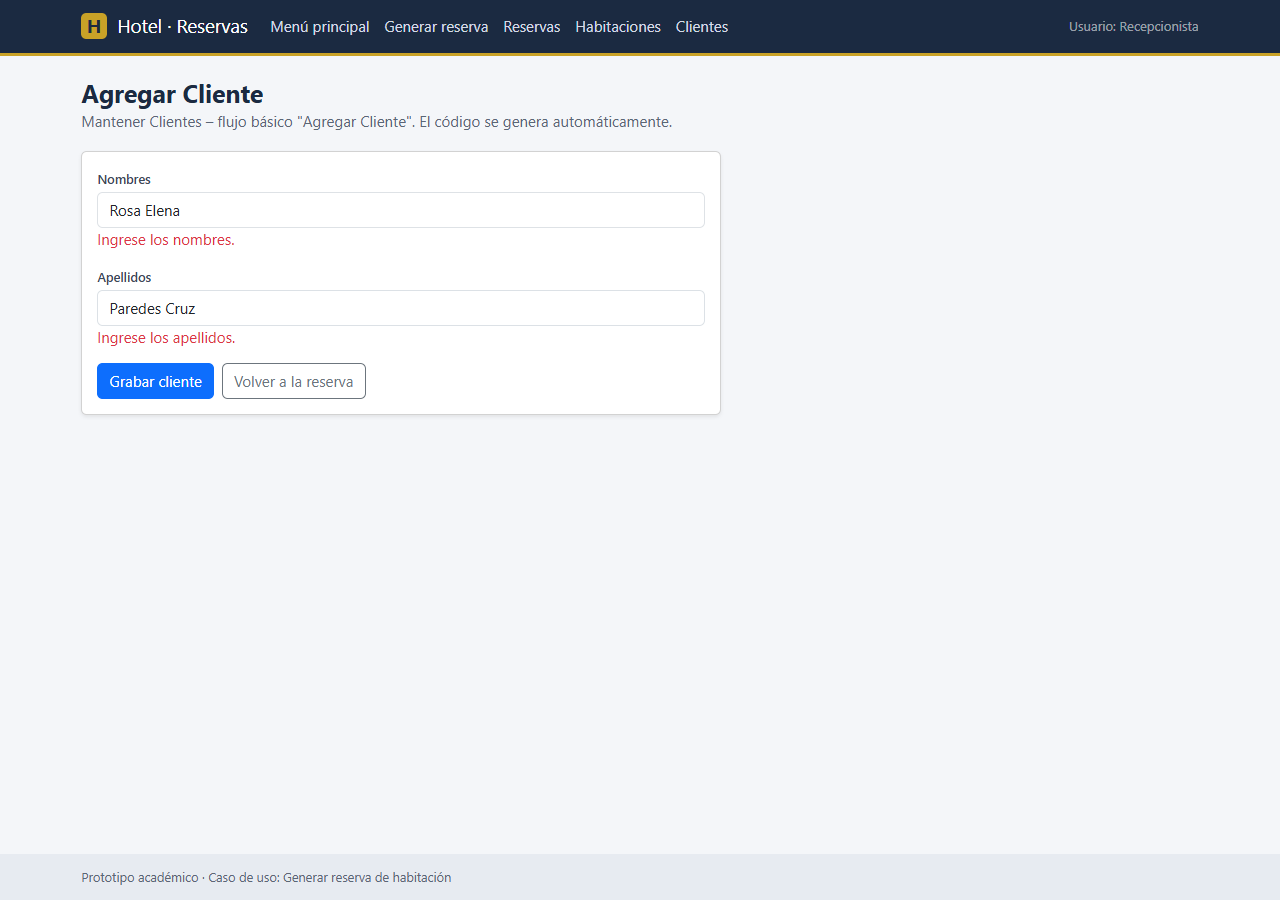 H Hotel · Reservas Menú principal Generar reserva Reservas Habitaciones Clientes Usuario: Recepcionista
Agregar Cliente
Mantener Clientes – flujo básico "Agregar Cliente". El código se genera automáticamente.
Nombres
Rosa Elena
Ingrese los nombres.
Apellidos
Paredes Cruz
Ingrese los apellidos.
Grabar cliente Volver a la reserva
Prototipo académico · Caso de uso: Generar reserva de habitación